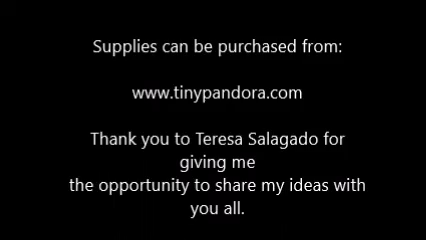 Supplies can be purchased from:
www.tinypandora.com
Thank you to Teresa Salagado for
giving me
the opportunity to share my ideas with
you all.